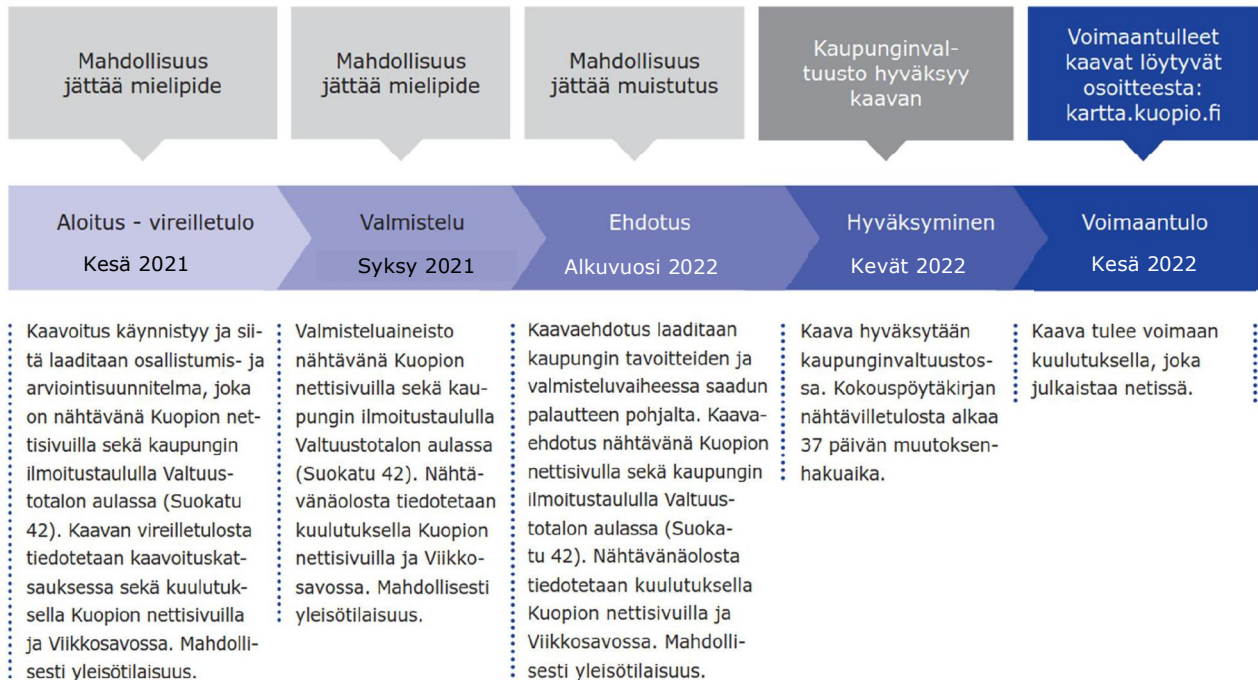 Mahdollisuus
jättää mielipide
Mahdollisuus
jättää mielipide
Mahdollisuus
jättää muistutus
Kaupunginval-
tuusto hyväksyy
kaavan
Voimaantulleet
kaavat löytyvät
osoitteesta:
kartta.kuopio.fi
Aloitus - vireilletulo
Kesä 2021
Valmistelu
Syksy 2021
Ehdotus
Alkuvuosi 2022
Hyväksyminen
Kevät 2022
Voimaantulo
Kesä 2022
Kaavoitus käynnistyy ja sii-
tä laaditaan osallistumis- ja
arviointisuunnitelma, joka
on nähtävänä Kuopion net-
tisivuilla sekä kaupungin
ilmoitustaululla Valtuus-
totalon aulassa (Suokatu
42). Kaavan vireilletulosta
tiedotetaan kaavoituskat-
sauksessa sekä kuulutuk-
sella Kuopion nettisivuilla
ja Viikkosavossa. Mahdolli-
sesti yleisötilaisuus.
Valmisteluaineisto
nähtävänä Kuopion
nettisivuilla sekä kau-
pungin ilmoitustaululla
Valtuustotalon aulassa
(Suokatu 42). Nähtä-
vänäolosta tiedotetaan
kuulutuksella Kuopion
nettisivuilla ja Viikko-
savossa. Mahdollisesti
yleisötilaisuus.
Kaavaehdotus laaditaan
kaupungin tavoitteiden ja
valmisteluvaiheessa saadun
palautteen pohjalta. Kaava-
ehdotus nähtävänä Kuopion
nettisivulla sekä kaupungin
ilmoitustaululla Valtuus-
totalon aulassa (Suoka-
tu 42). Nähtävänäolosta
tiedotetaan kuulutuksella
Kuopion nettisivuilla ja
Viikkosavossa. Mahdolli-
sesti yleisötilaisuus.
Kaava hyväksytään
kaupunginvaltuustos-
sa. Kokouspöytäkirjan
nähtävilletulosta alkaa
37 päivän muutoksen-
hakuaika.
Kaava tulee voimaan
kuulutuksella, joka
julkaistaa netissä.